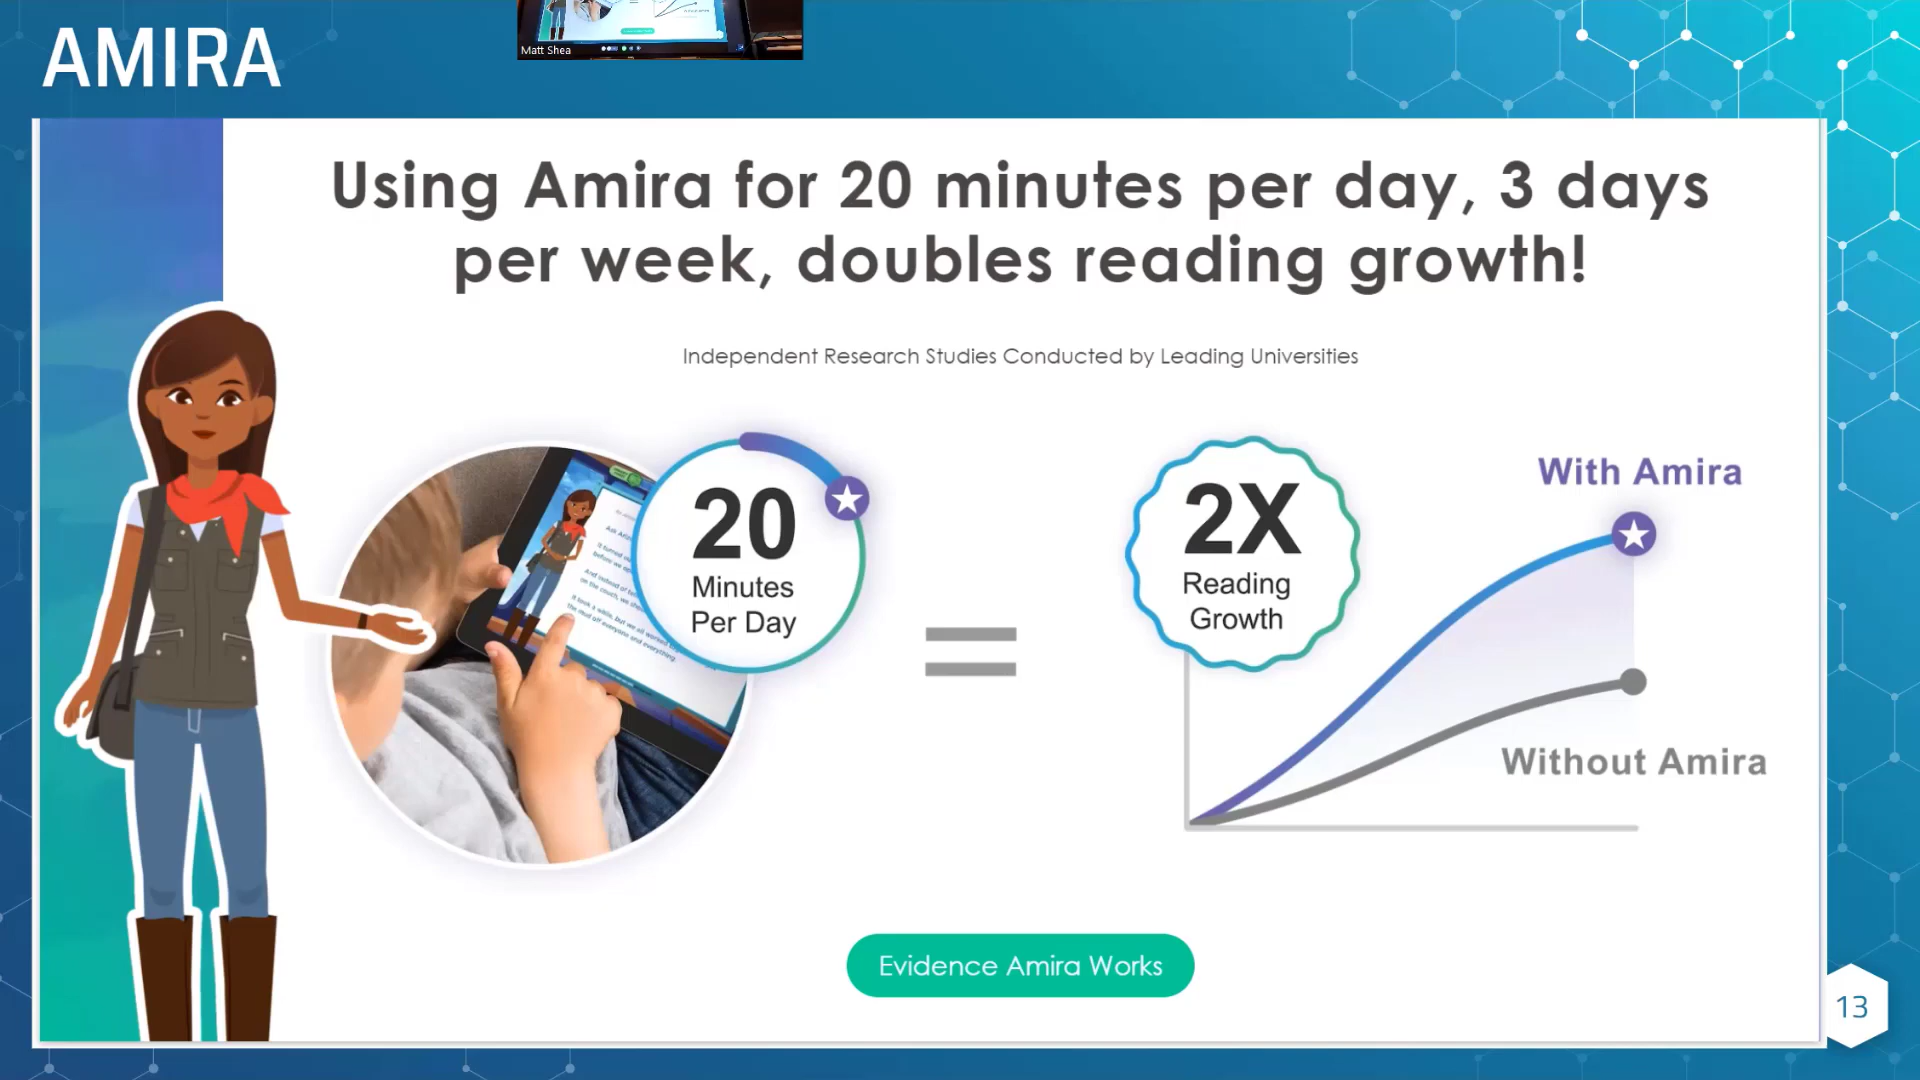 AMIRA
Matt Shea
Using Amira for 20 minutes per day, 3 days
per week, doubles reading growth!
Independent Research Studies Conducted by Leading Universities
20
Minutes
Per Day
2X
Reading
Growth
With Amira
Without Amira
Evidence Amira Works
13